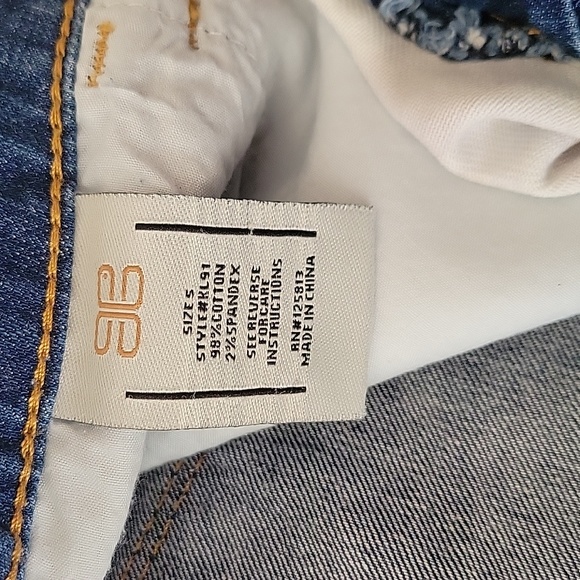 SIZE 5
STYLE#KL91
98%COTTON
2%SPANDEX
SEE REVERSE
FOR CARE
INSTRUCTIONS
RN#125813
MADE IN CHINA